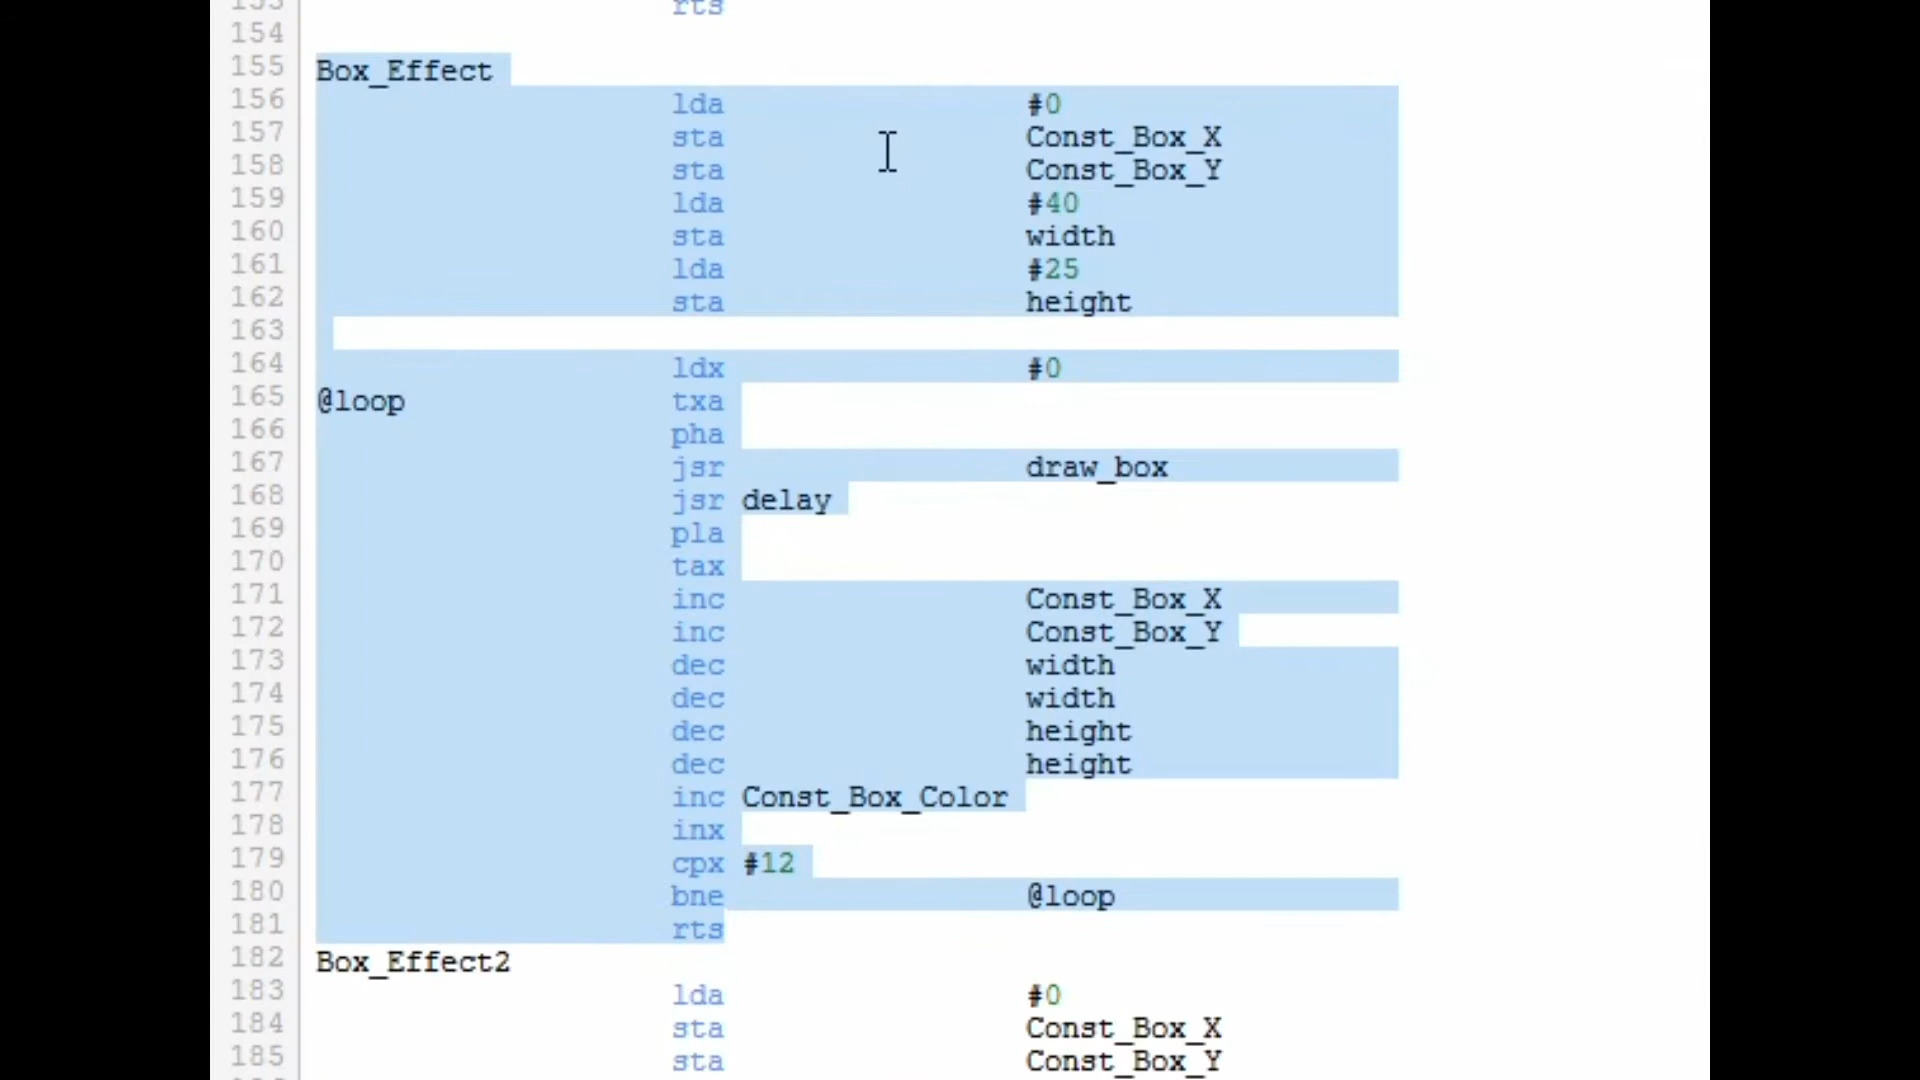 153 rts
154
155 Box_Effect
156 lda #0
157 sta Const_Box_X
158 sta Const_Box_Y
159 lda #40
160 sta width
161 lda #25
162 sta height
163
164 ldx #0
165 @loop txa
166 pha
167 jsr draw_box
168 jsr delay
169 pla
170 tax
171 inc Const_Box_X
172 inc Const_Box_Y
173 dec width
174 dec width
175 dec height
176 dec height
177 inc Const_Box_Color
178 inx
179 cpx #12
180 bne @loop
181 rts
182 Box_Effect2
183 lda #0
184 sta Const_Box_X
185 sta Const_Box_Y